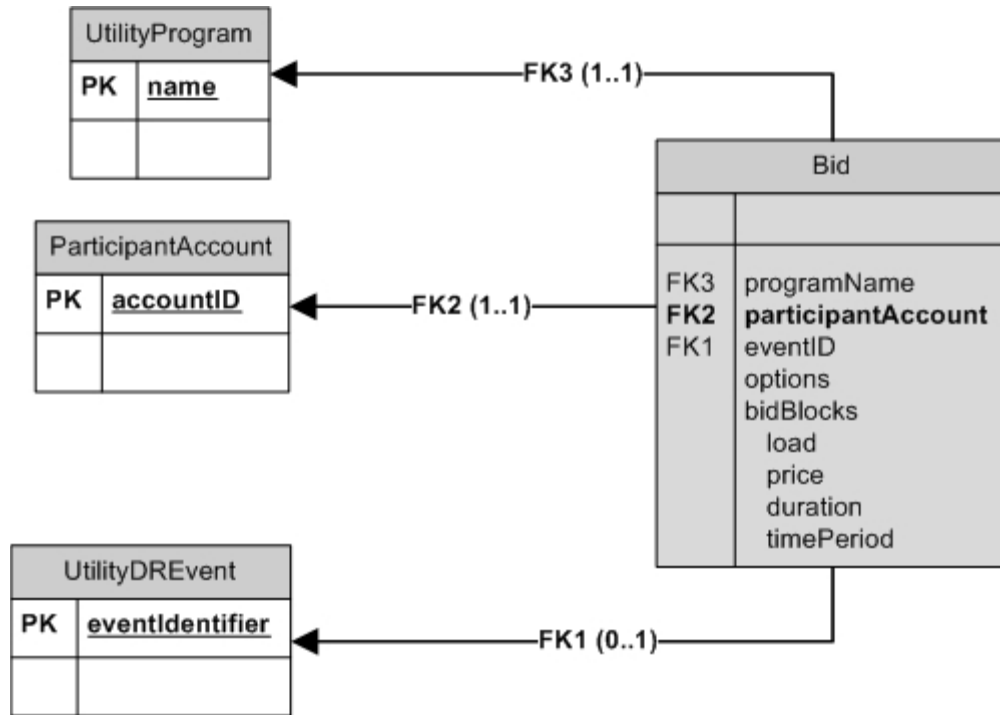 UtilityProgram
PK name
FK3 (1..1)
Bid
FK3 programName
FK2 participantAccount
FK1 eventID
options
bidBlocks
load
price
duration
timePeriod
ParticipantAccount
PK accountID
FK2 (1..1)
UtilityDREvent
PK eventIdentifier
FK1 (0..1)